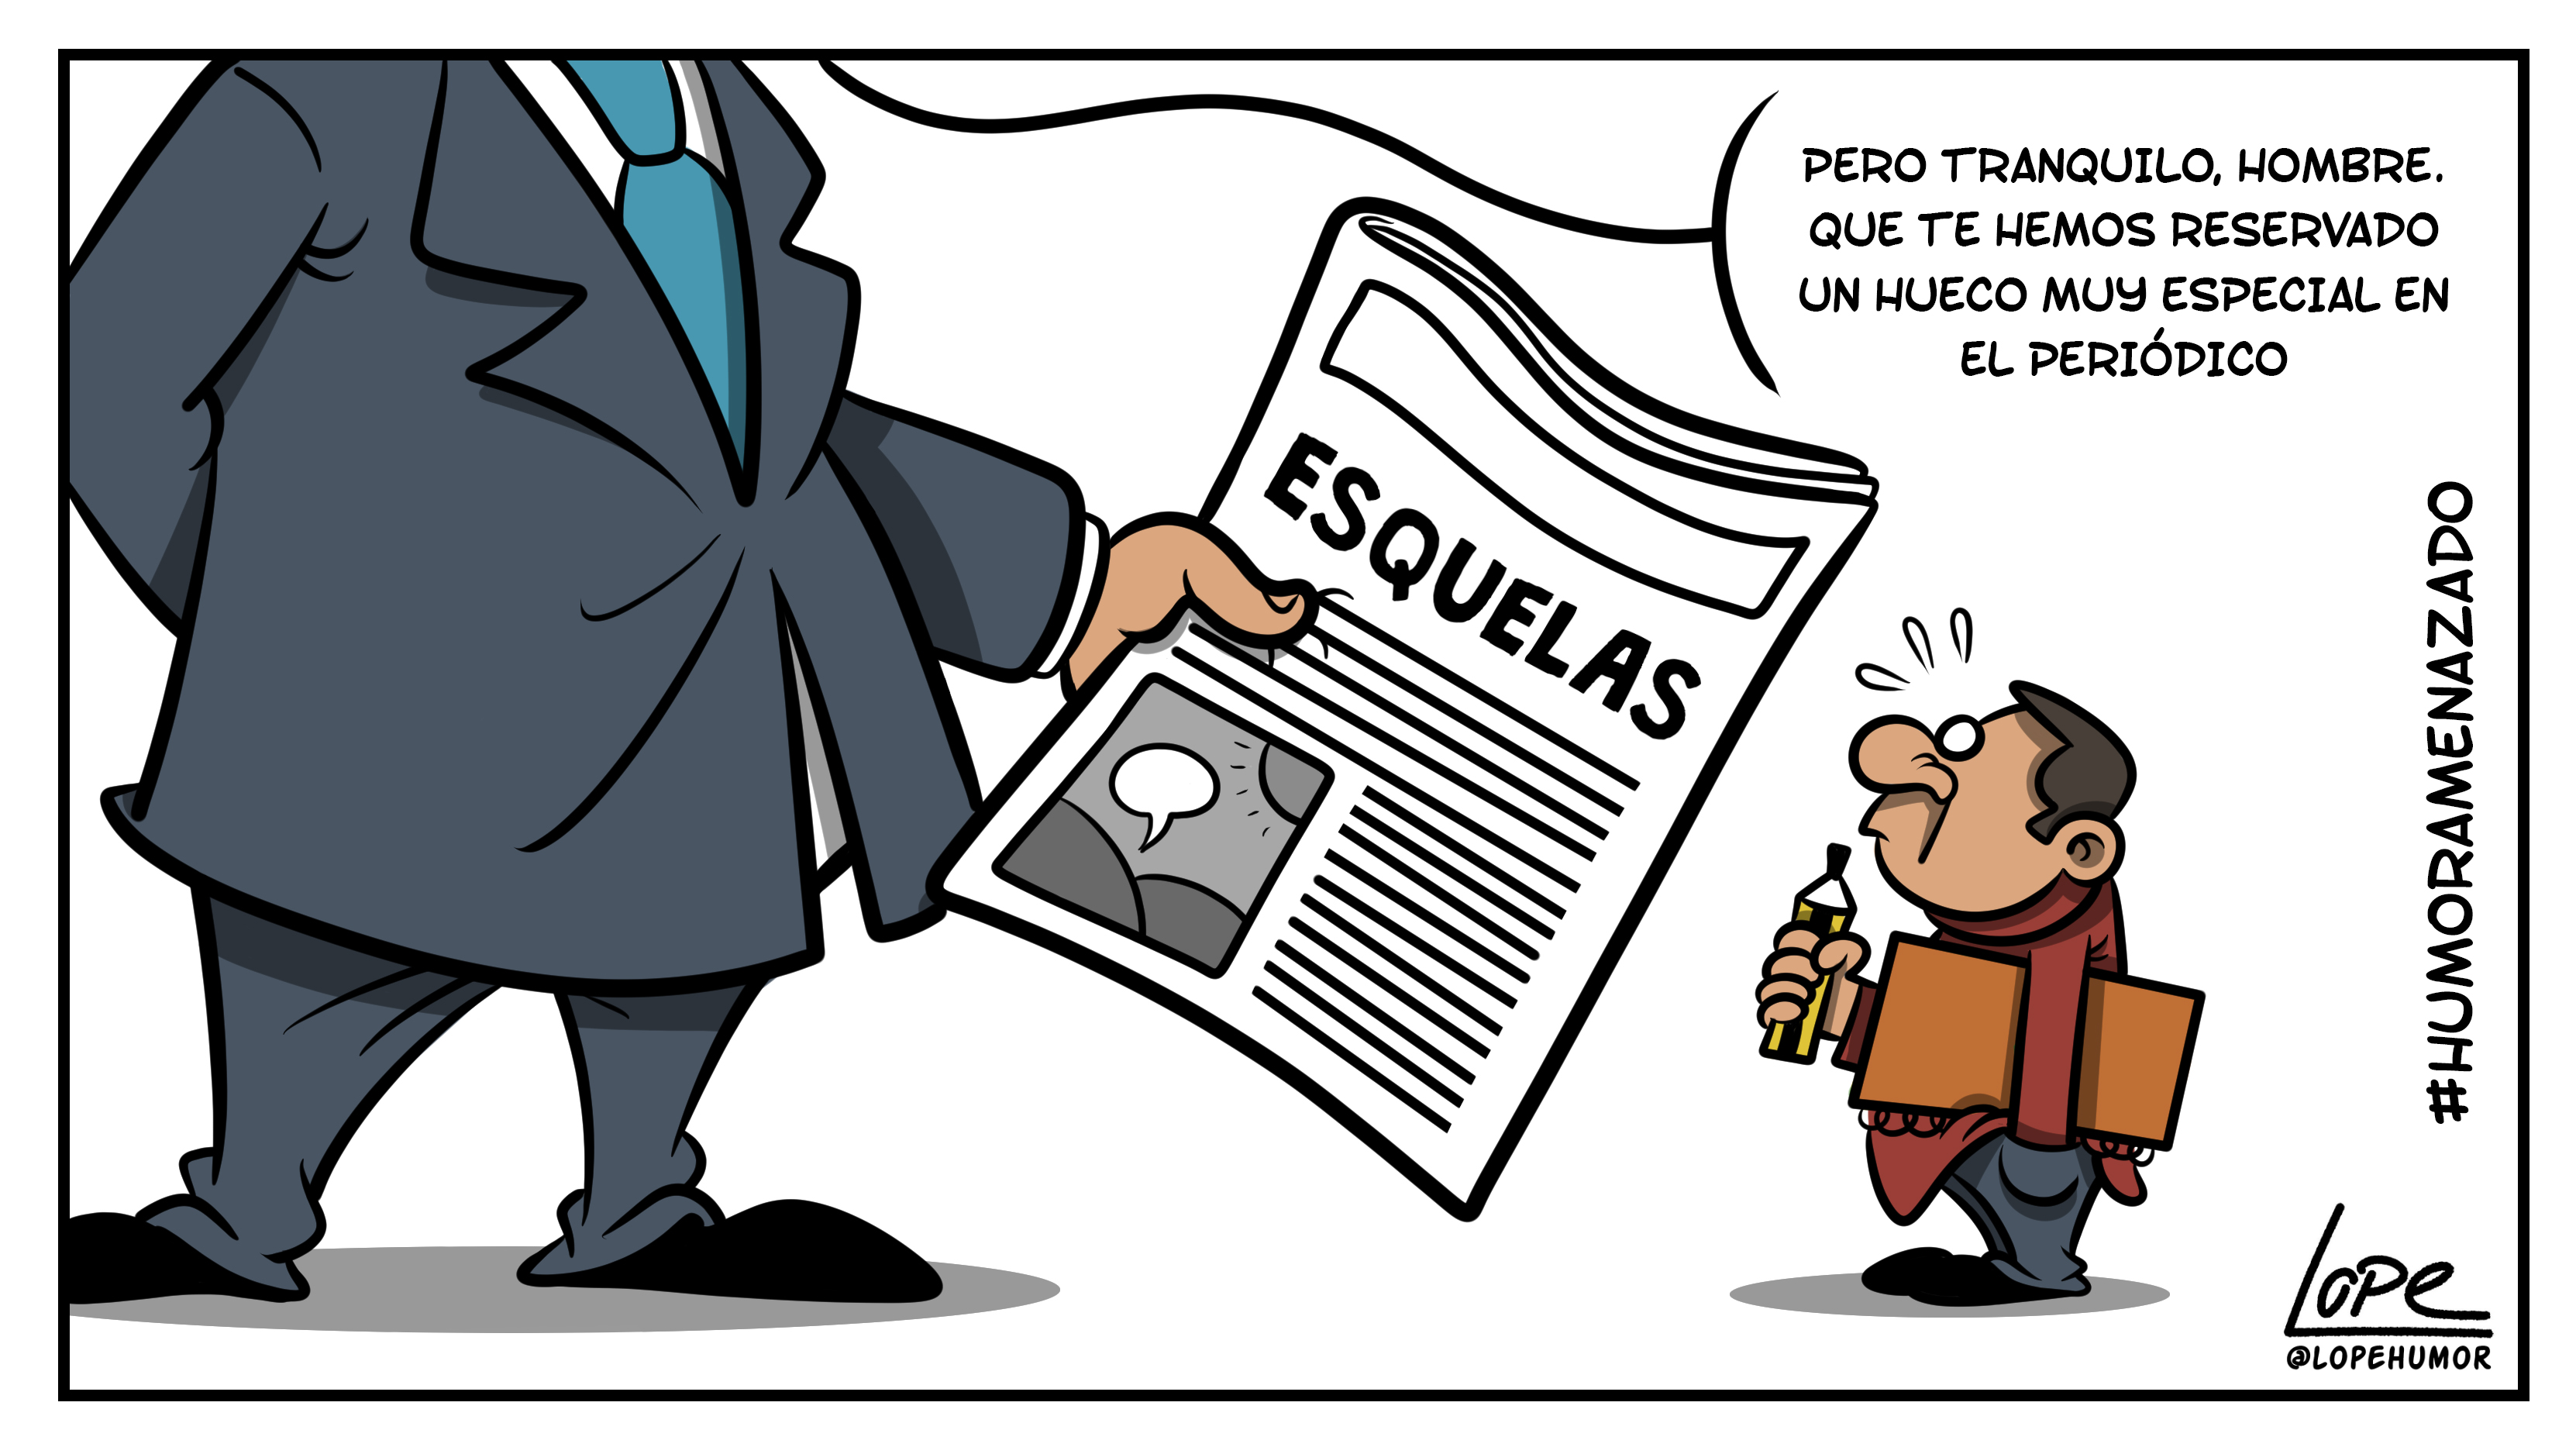 PERO TRANQUILO, HOMBRE.
QUE TE HEMOS RESERVADO
UN HUECO MUY ESPECIAL EN
EL PERIÓDICO
ESQUELAS
#HUMORAMENAZADO
LOPE
@LOPEHUMOR